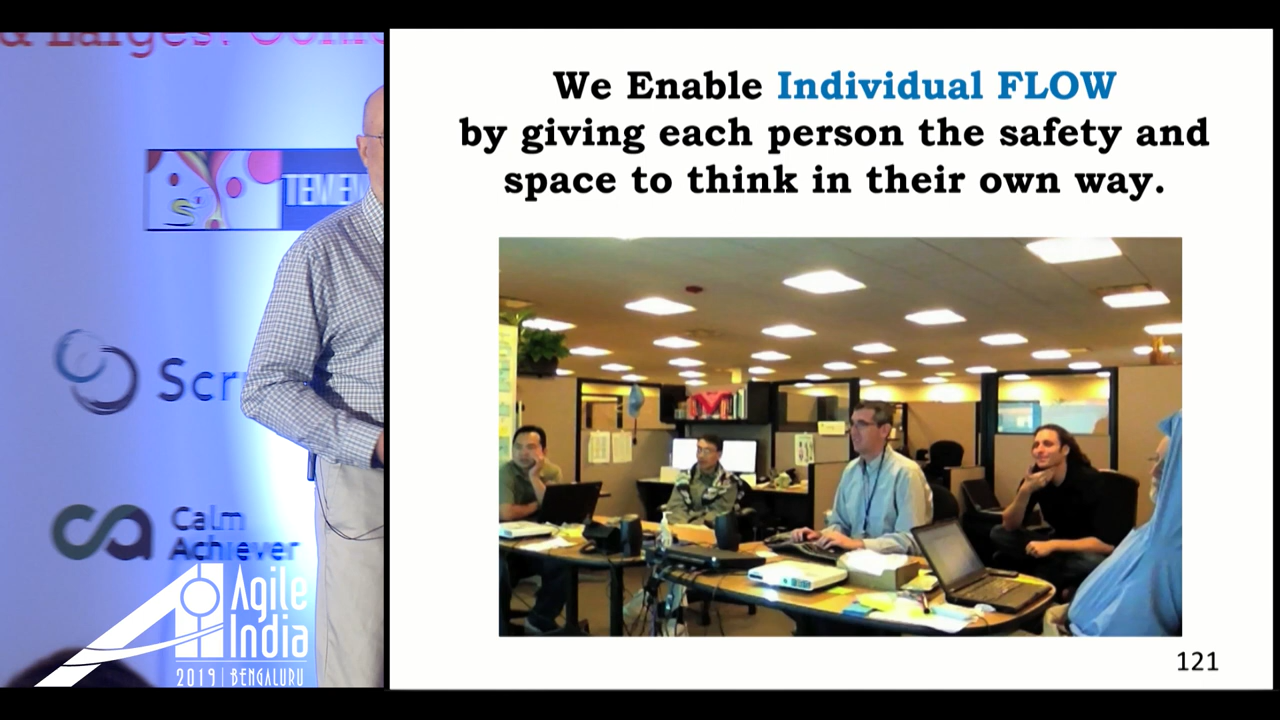 We Enable Individual FLOW
by giving each person the safety and
space to think in their own way.
Calm
Achiever
Agile
India
2019 | BENGALURU
121